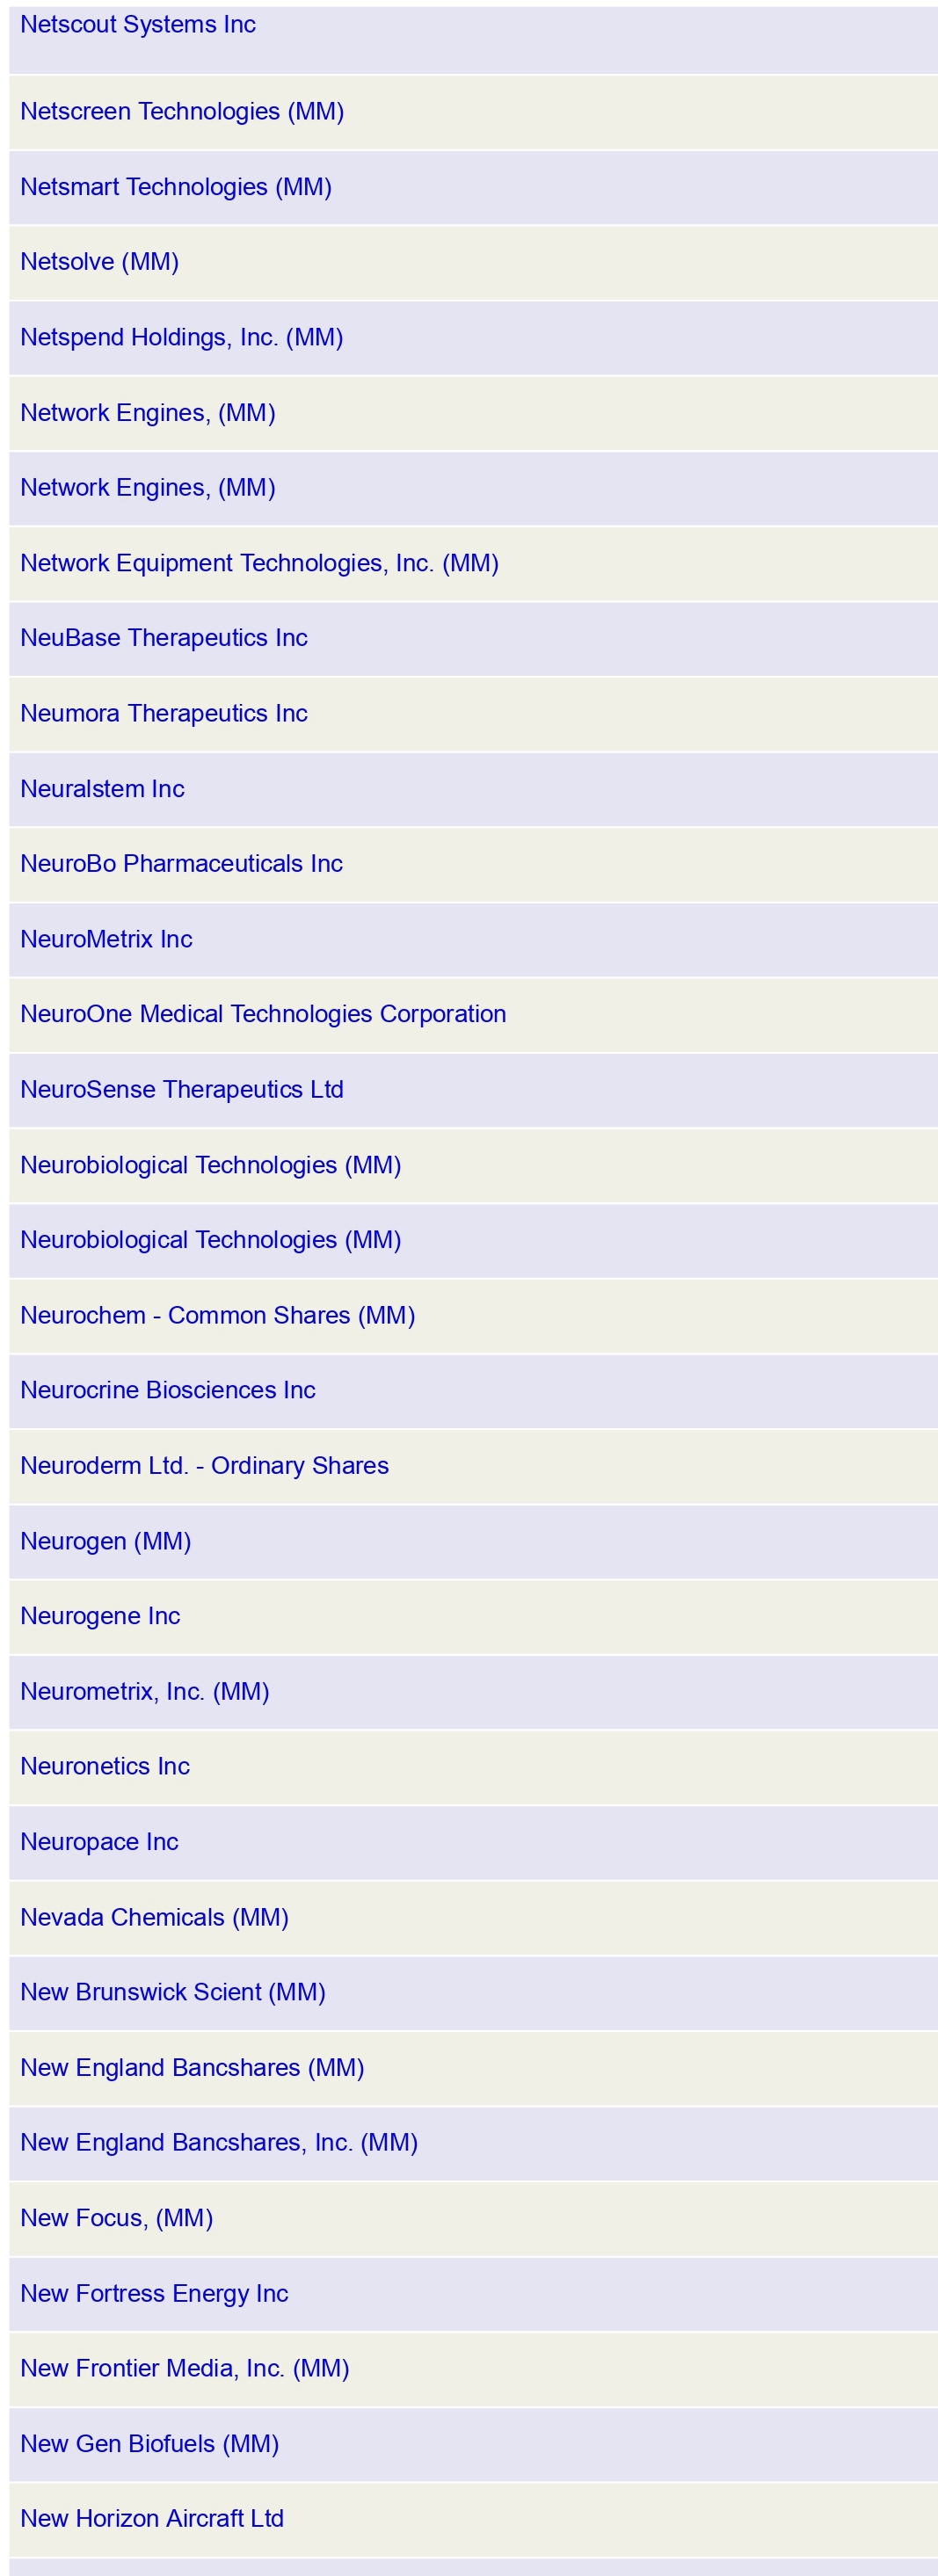 Netscout Systems Inc
Netscreen Technologies (MM)
Netsmart Technologies (MM)
Netsolve (MM)
Netspend Holdings, Inc. (MM)
Network Engines, (MM)
Network Engines, (MM)
Network Equipment Technologies, Inc. (MM)
NeuBase Therapeutics Inc
Neumora Therapeutics Inc
Neuralstem Inc
NeuroBo Pharmaceuticals Inc
NeuroMetrix Inc
NeuroOne Medical Technologies Corporation
NeuroSense Therapeutics Ltd
Neurobiological Technologies (MM)
Neurobiological Technologies (MM)
Neurochem - Common Shares (MM)
Neurocrine Biosciences Inc
Neuroderm Ltd. - Ordinary Shares
Neurogen (MM)
Neurogene Inc
Neurometrix, Inc. (MM)
Neuronetics Inc
Neuropace Inc
Nevada Chemicals (MM)
New Brunswick Scient (MM)
New England Bancshares (MM)
New England Bancshares, Inc. (MM)
New Focus, (MM)
New Fortress Energy Inc
New Frontier Media, Inc. (MM)
New Gen Biofuels (MM)
New Horizon Aircraft Ltd